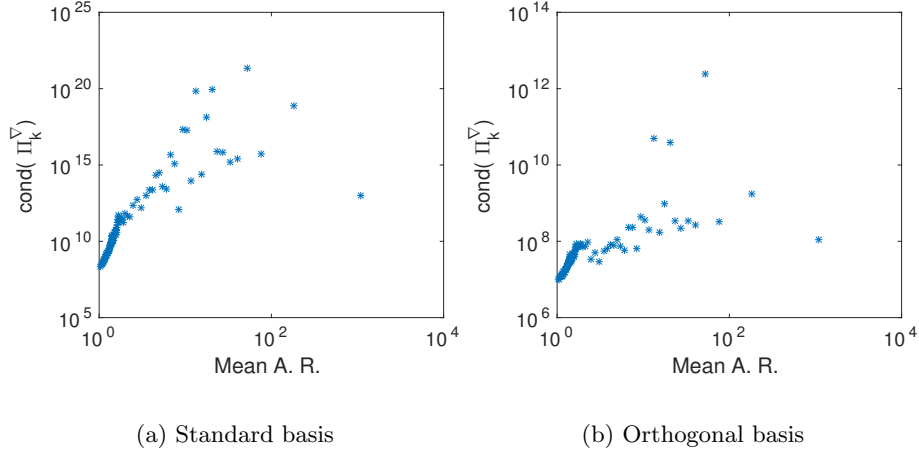 10^25
10^20
10^15
10^10
10^5
cond( Π_k^∇)
10^0
10^2
10^4
Mean A. R.
(a) Standard basis
10^14
10^12
10^10
10^8
10^6
cond( Π_k^∇)
10^0
10^2
10^4
Mean A. R.
(b) Orthogonal basis